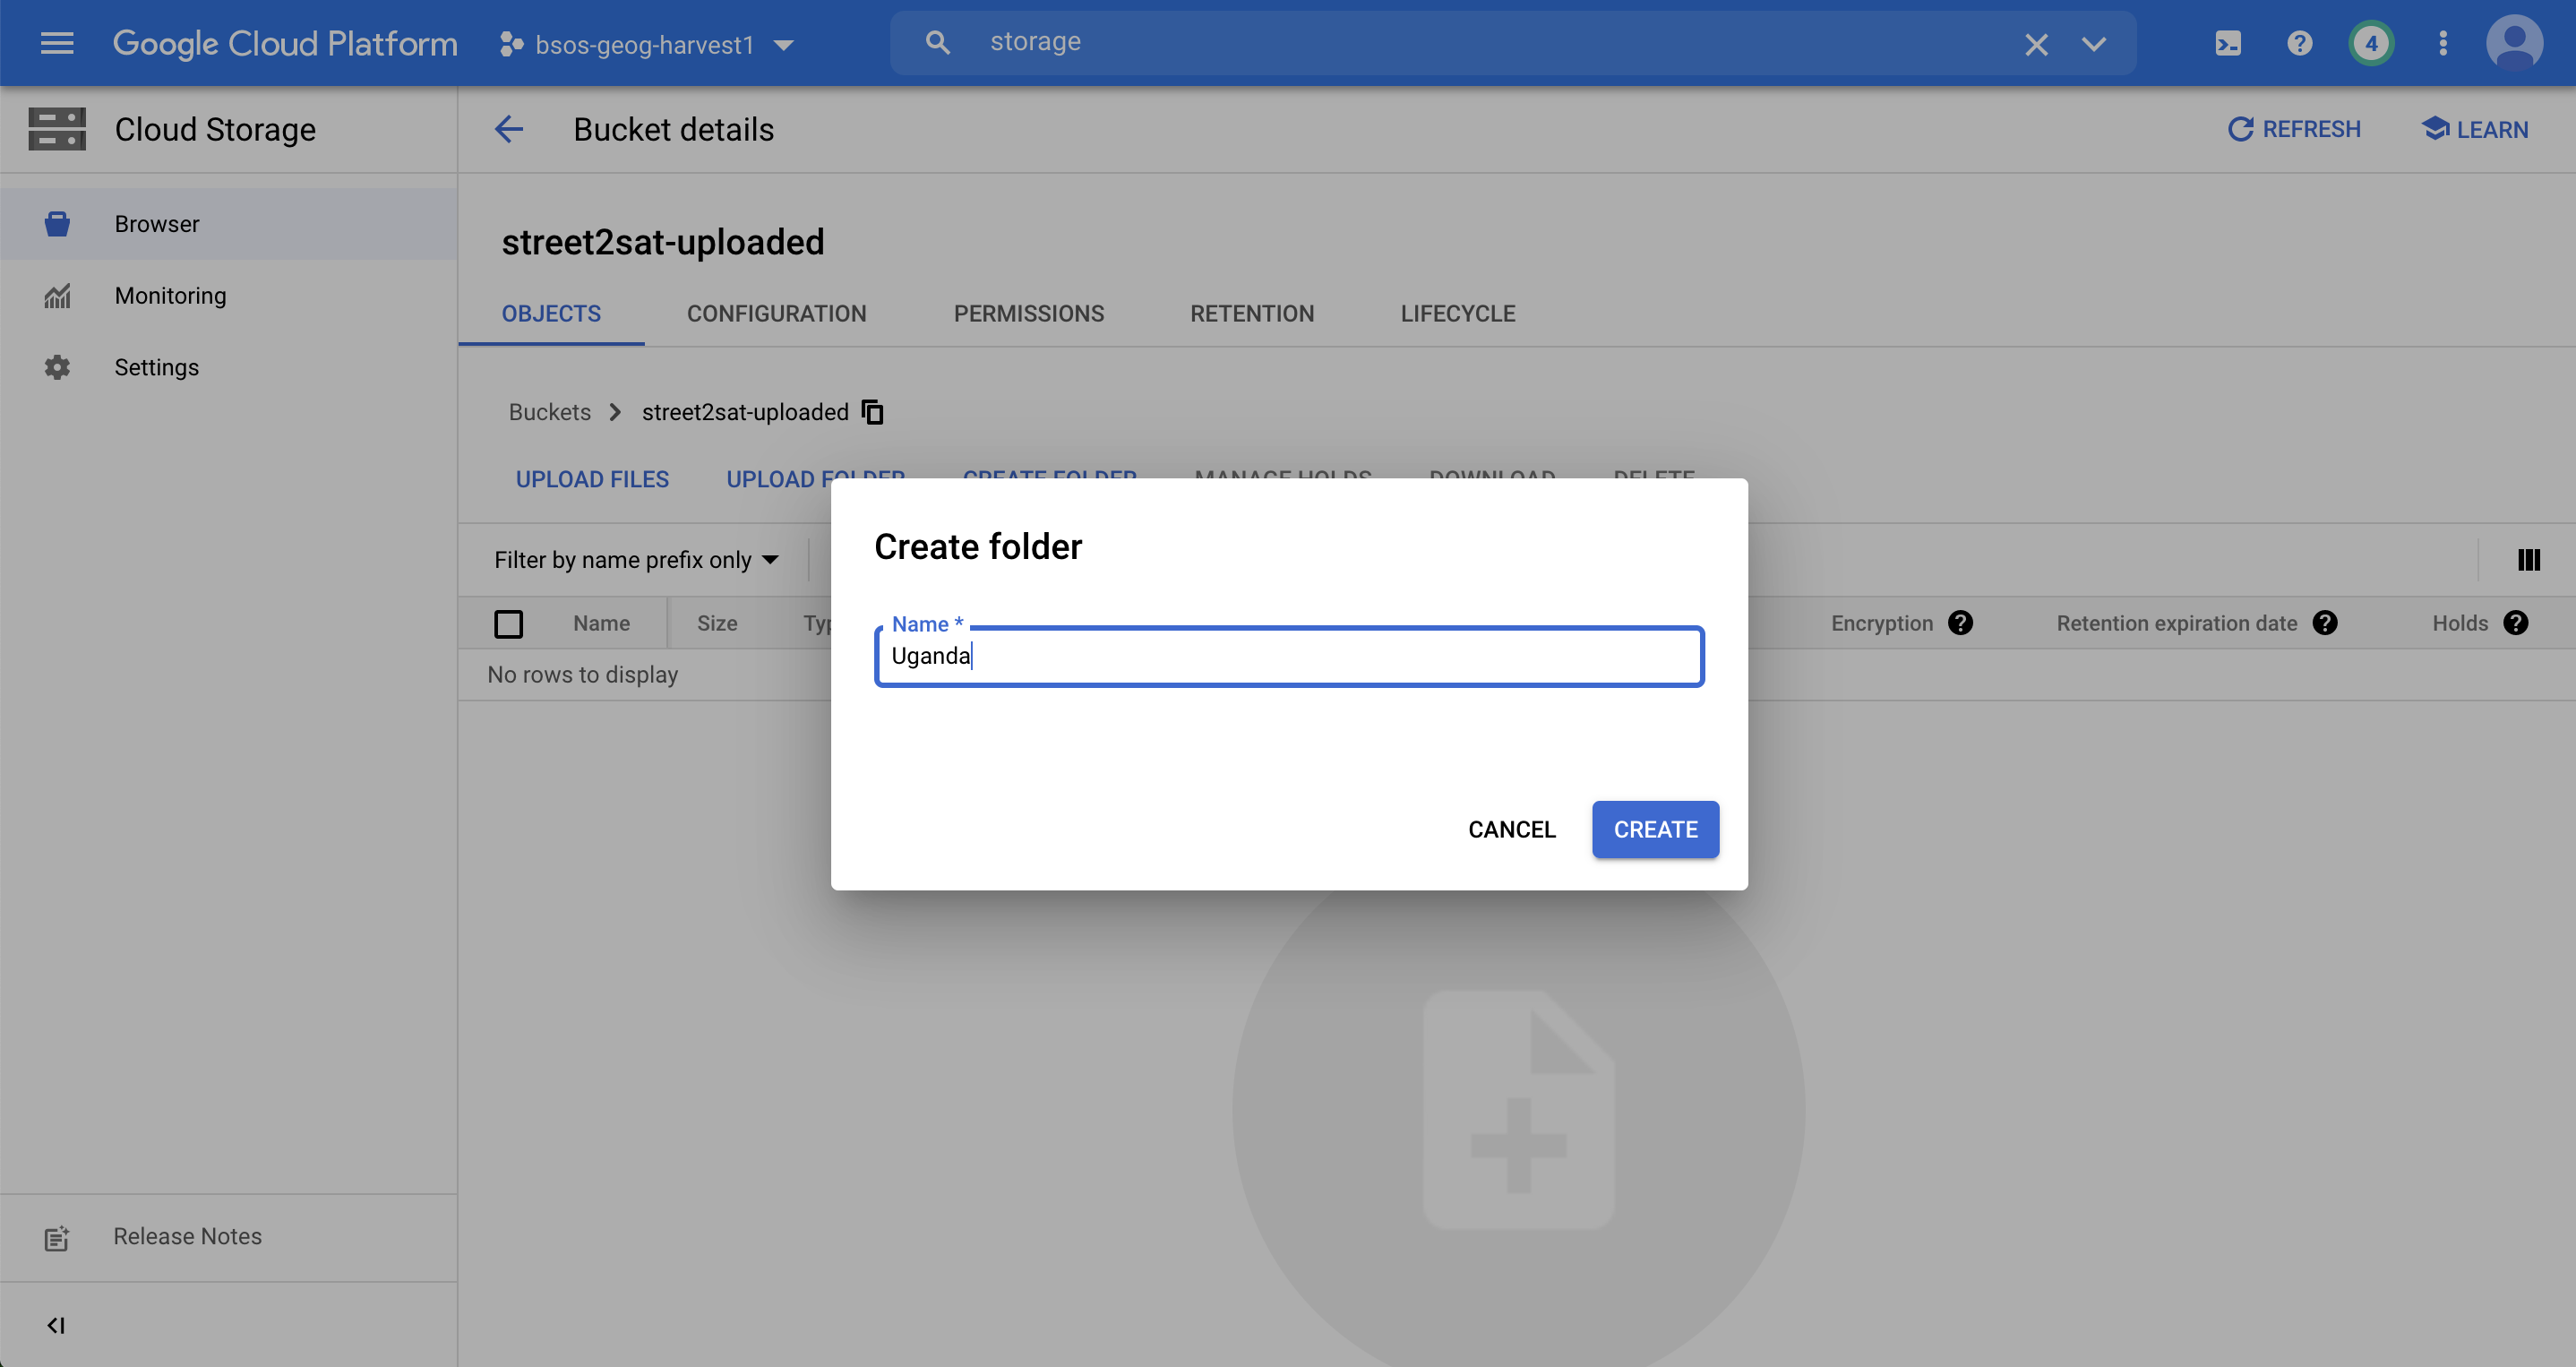 Google Cloud Platform
bsos-geog-harvest1
storage
4
Cloud Storage
Bucket details
REFRESH
LEARN
Browser
Monitoring
Settings
street2sat-uploaded
OBJECTS
CONFIGURATION
PERMISSIONS
RETENTION
LIFECYCLE
Buckets
street2sat-uploaded
UPLOAD FILES
UPLOAD FOLDER
CREATE FOLDER
MANAGE HOLDS
DOWNLOAD
DELETE
Filter by name prefix only
Name
Size
Encryption
Retention expiration date
Holds
No rows to display
Create folder
Name *
Uganda
CANCEL
CREATE
Release Notes